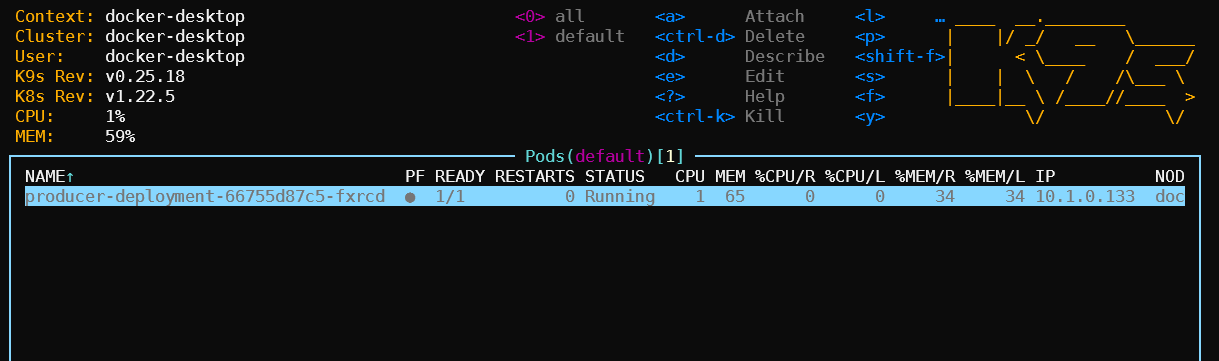 Context: docker-desktop <0> all <a> Attach <l> …
Cluster: docker-desktop <1> default <ctrl-d> Delete <p>
User: docker-desktop <d> Describe <shift-f>
K9s Rev: v0.25.18 <e> Edit <s>
K8s Rev: v1.22.5 <?> Help <f>
CPU: 1% <ctrl-k> Kill <y>
MEM: 59%
Pods(default)[1]
NAME↑ PF READY RESTARTS STATUS CPU MEM %CPU/R %CPU/L %MEM/R %MEM/L IP NOD
producer-deployment-66755d87c5-fxrcd ● 1/1 0 Running 1 65 0 0 34 34 10.1.0.133 doc